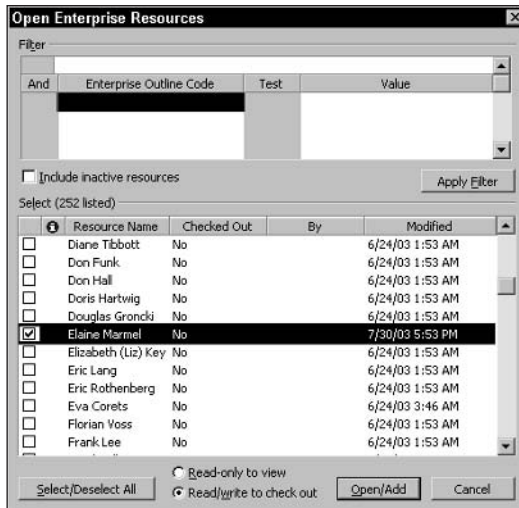 Open Enterprise Resources
Filter
And Enterprise Outline Code Test Value
Include inactive resources
Apply Filter
Select (252 listed)
Resource Name Checked Out By Modified
Diane Tibbott No 6/24/03 1:53 AM
Don Funk No 6/24/03 1:53 AM
Don Hall No 6/24/03 1:53 AM
Doris Hartwig No 6/24/03 1:53 AM
Douglas Groncki No 6/24/03 1:53 AM
Elaine Marmel No 7/30/03 5:53 PM
Elizabeth (Liz) Key No 6/24/03 1:53 AM
Eric Lang No 6/24/03 1:53 AM
Eric Rothenberg No 6/24/03 1:53 AM
Eva Corets No 6/24/03 3:46 AM
Florian Voss No 6/24/03 1:53 AM
Frank Lee No 6/24/03 1:53 AM
Select/Deselect All
Read-only to view
Read/write to check out
Open/Add
Cancel